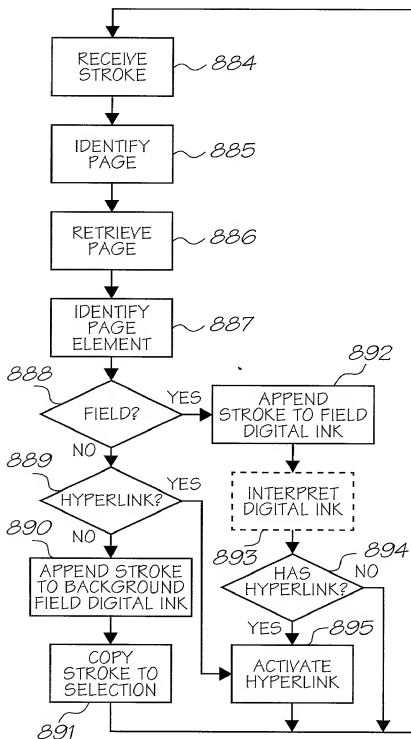 RECEIVE
STROKE
884
IDENTIFY
PAGE
885
RETRIEVE
PAGE
886
IDENTIFY
PAGE
ELEMENT
887
888
FIELD?
YES
NO
892
APPEND
STROKE TO FIELD
DIGITAL INK
889
HYPERLINK?
YES
NO
INTERPRET
DIGITAL INK
893
890
APPEND STROKE
TO BACKGROUND
FIELD DIGITAL INK
894
HAS
HYPERLINK?
NO
YES
895
ACTIVATE
HYPERLINK
COPY
STROKE TO
SELECTION
891